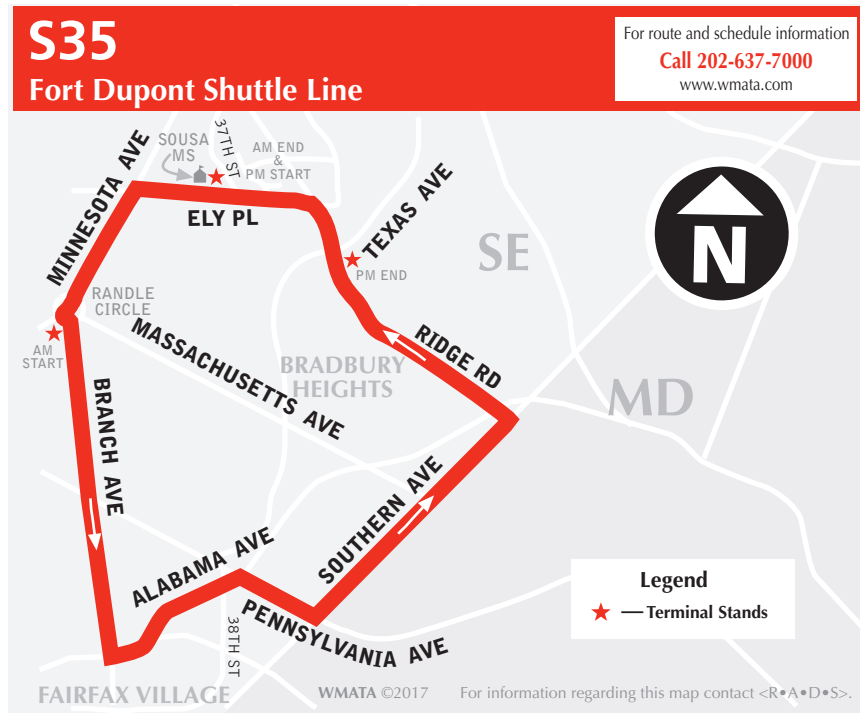 S35
Fort Dupont Shuttle Line
For route and schedule information
Call 202-637-7000
www.wmata.com
MINNESOTA AVE
SOUSA
MS
37TH ST
AM END
&
PM START
ELY PL
TEXAS AVE
PM END
SE
N
RANDLE
CIRCLE
AM
START
MASSACHUSETTS AVE
BRADBURY
HEIGHTS
RIDGE RD
MD
BRANCH AVE
SOUTHERN AVE
ALABAMA AVE
PENNSYLVANIA AVE
38TH ST
Legend
— Terminal Stands
FAIRFAX VILLAGE
WMATA ©2017
For information regarding this map contact <R•A•D•S>.